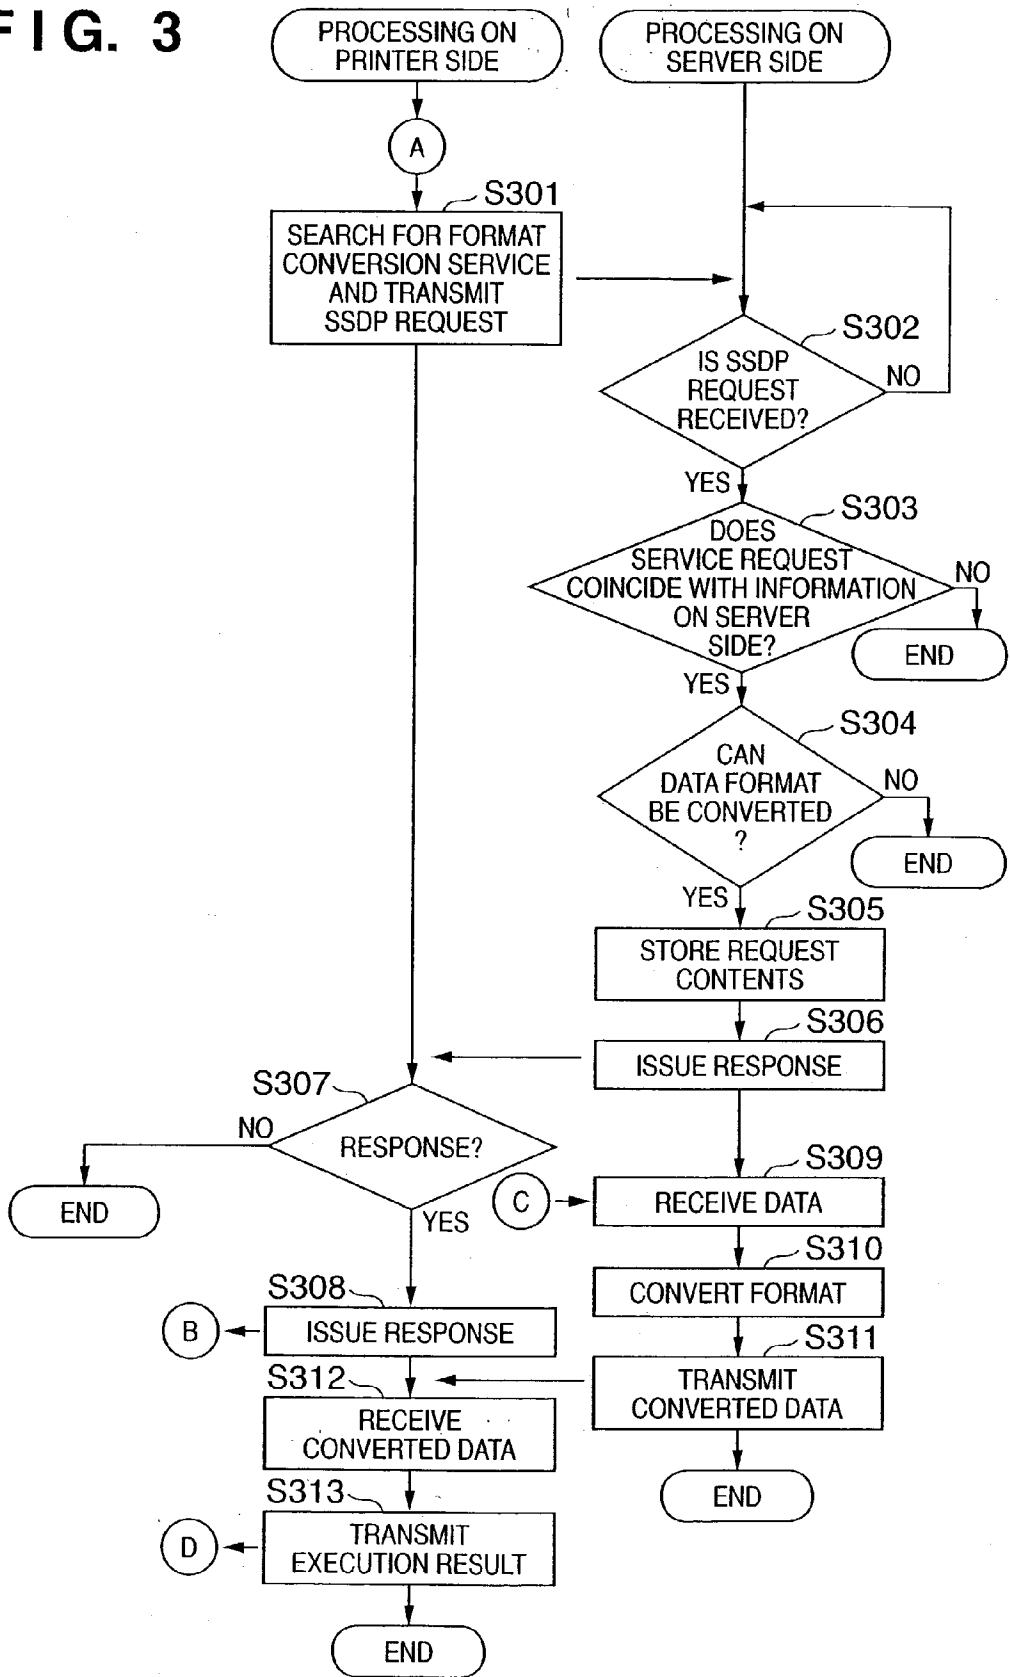 FIG. 3
PROCESSING ON
PRINTER SIDE
PROCESSING ON
SERVER SIDE
A
S301
SEARCH FOR FORMAT
CONVERSION SERVICE
AND TRANSMIT
SSDP REQUEST
S302
IS SSDP
REQUEST
RECEIVED?
NO
YES
S303
DOES
SERVICE REQUEST
COINCIDE WITH INFORMATION
ON SERVER
SIDE?
NO
END
YES
S304
CAN
DATA FORMAT
BE CONVERTED
?
NO
END
YES
S305
STORE REQUEST
CONTENTS
S306
ISSUE RESPONSE
S307
RESPONSE?
NO
END
YES
S309
C
RECEIVE DATA
S310
CONVERT FORMAT
S308
B
ISSUE RESPONSE
S311
TRANSMIT
CONVERTED DATA
END
S312
RECEIVE
CONVERTED DATA
S313
D
TRANSMIT
EXECUTION RESULT
END